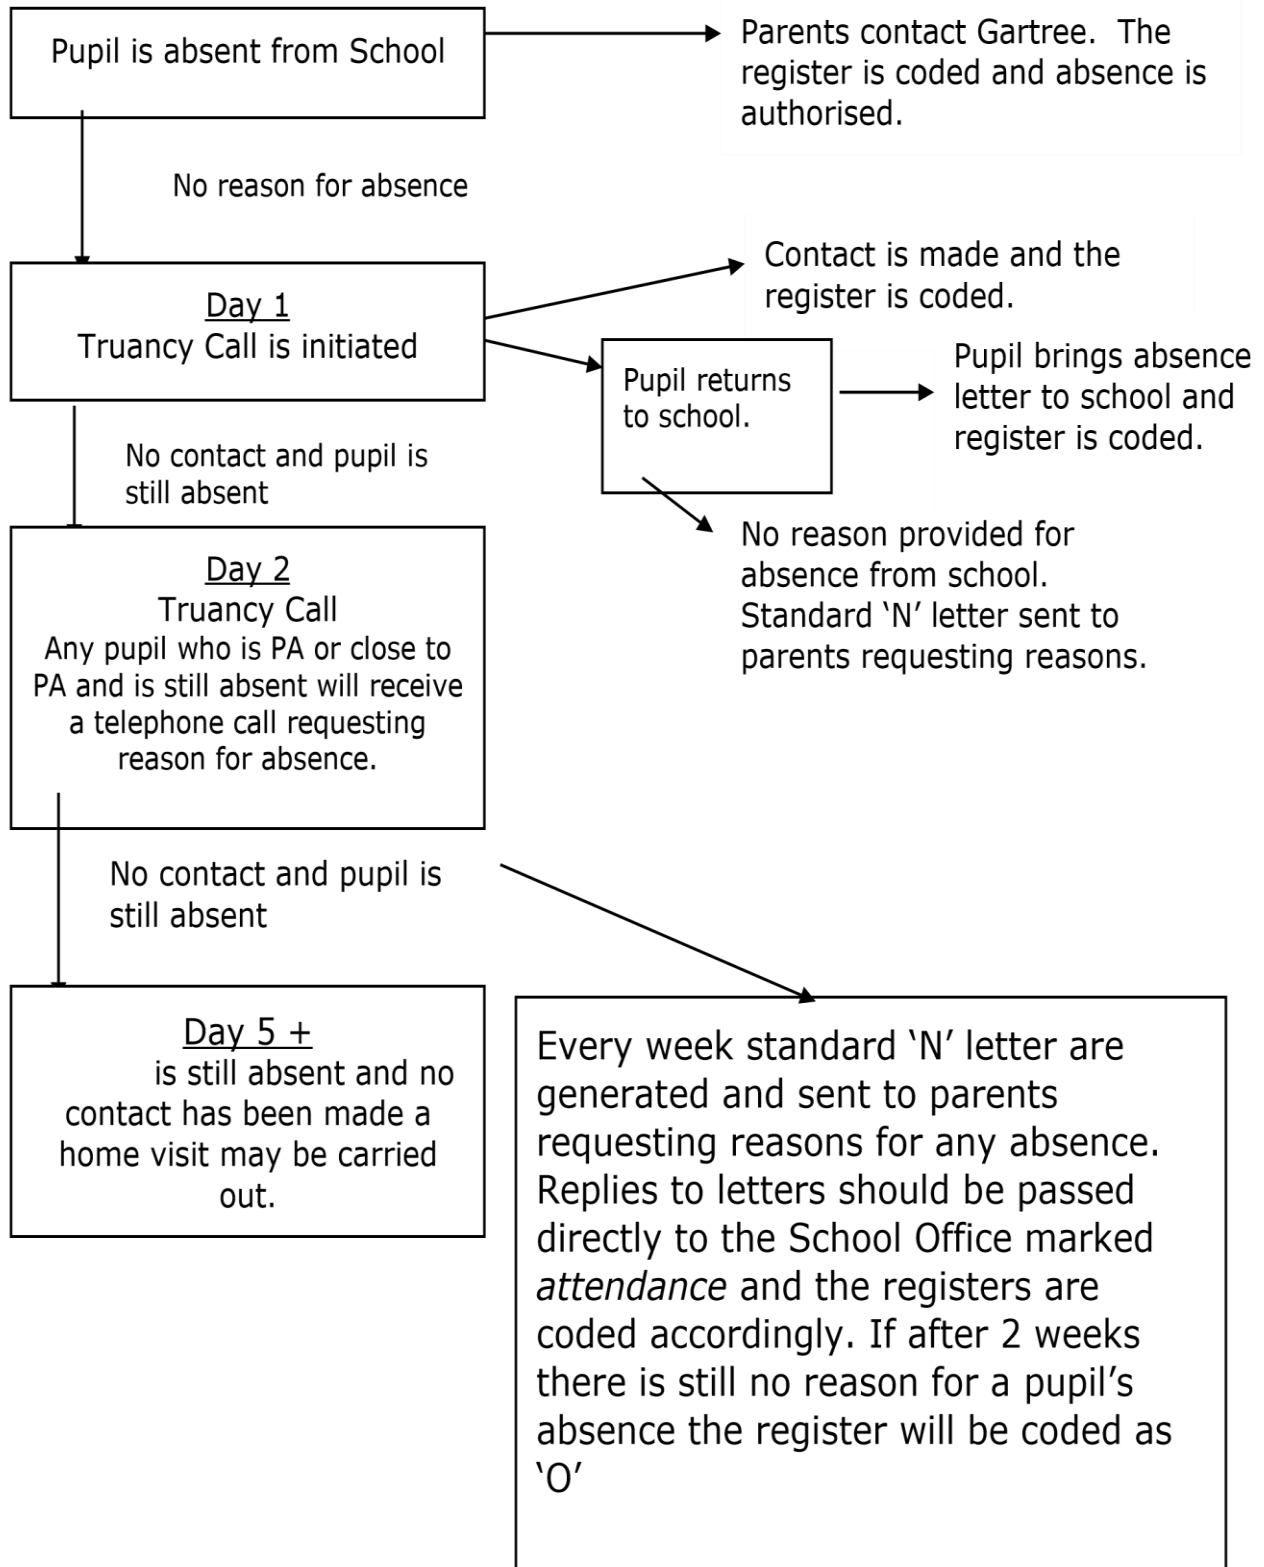 Pupil is absent from School
Parents contact Gartree.  The
register is coded and absence is
authorised.
No reason for absence
Day 1
Truancy Call is initiated
Contact is made and the
register is coded.
Pupil returns
to school.
Pupil brings absence
letter to school and
register is coded.
No contact and pupil is
still absent
No reason provided for
absence from school.
Standard ‘N’ letter sent to
parents requesting reasons.
Day 2
Truancy Call
Any pupil who is PA or close to
PA and is still absent will receive
a telephone call requesting
reason for absence.
No contact and pupil is
still absent
Day 5 +
is still absent and no
contact has been made a
home visit may be carried
out.
Every week standard ‘N’ letter are
generated and sent to parents
requesting reasons for any absence.
Replies to letters should be passed
directly to the School Office marked
attendance and the registers are
coded accordingly. If after 2 weeks
there is still no reason for a pupil’s
absence the register will be coded as
‘O’